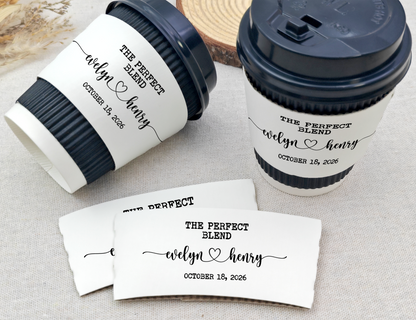 THE PERFECT
BLEND
evelyn henry
OCTOBER 18, 2026
THE PERFECT
BLEND
evelyn henry
OCTOBER 18, 2026
THE PERFECT
THE PERFECT
BLEND
evelyn henry
OCTOBER 18, 2026